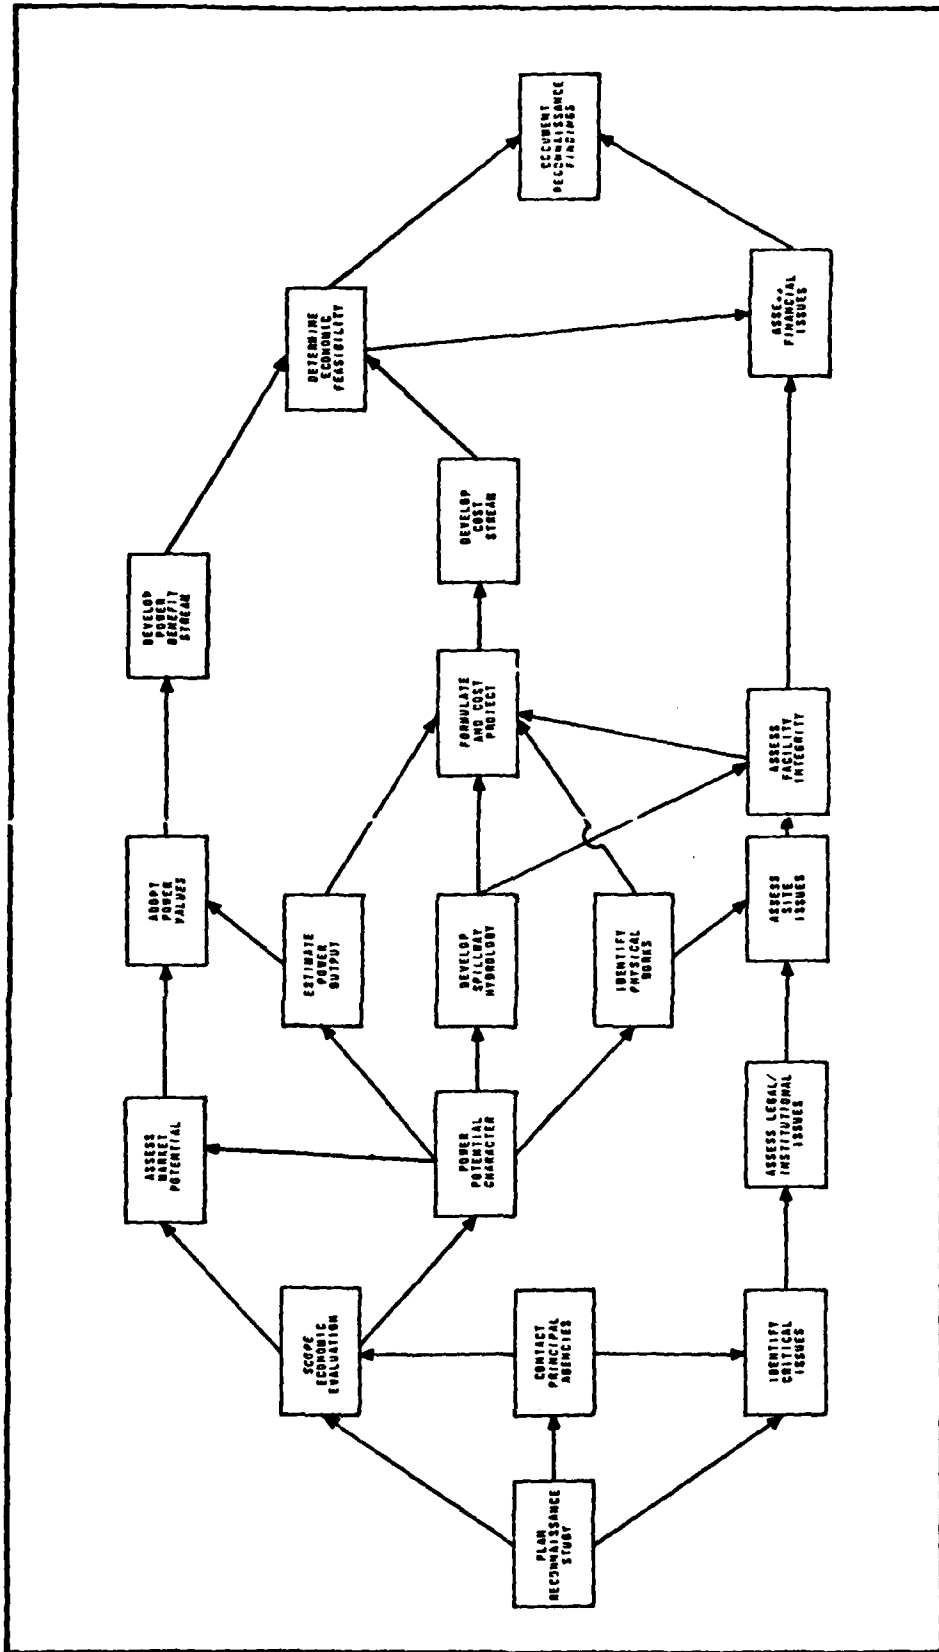 PLAN
RECONNAISSANCE
STUDY
SCOPE
ECONOMIC
EVALUATION
CONTACT
PRINCIPAL
AGENCIES
IDENTIFY
CRITICAL
ISSUES
ASSESS
MARKET
POTENTIAL
POWER
POTENTIAL
CHARACTER
ASSESS LEGAL/
INSTITUTIONAL
ISSUES
ADOPT
POWER
VALUES
ESTIMATE
POWER
OUTPUT
DEVELOP
SPILLWAY
HYDROLOGY
IDENTIFY
PHYSICAL
WORKS
ASSESS
SITE
ISSUES
DEVELOP
POWER
BENEFIT
STREAM
FORMULATE
AND COST
PROJECT
ASSESS
FACILITY
INTEGRITY
DETERMINE
ECONOMIC
FEASIBILITY
DEVELOP
COST
STREAM
FINANCIAL
ISSUES
DOCUMENT
RECONNAISSANCE
FINDINGS